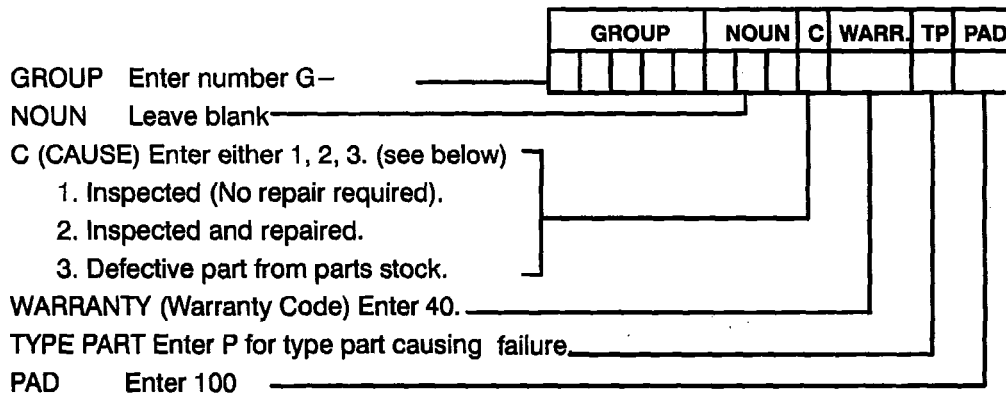 GROUP NOUN C WARR. TP PAD
GROUP Enter number G–
NOUN Leave blank
C (CAUSE) Enter either 1, 2, 3. (see below)
1. Inspected (No repair required).
2. Inspected and repaired.
3. Defective part from parts stock.
WARRANTY (Warranty Code) Enter 40.
TYPE PART Enter P for type part causing failure
PAD Enter 100